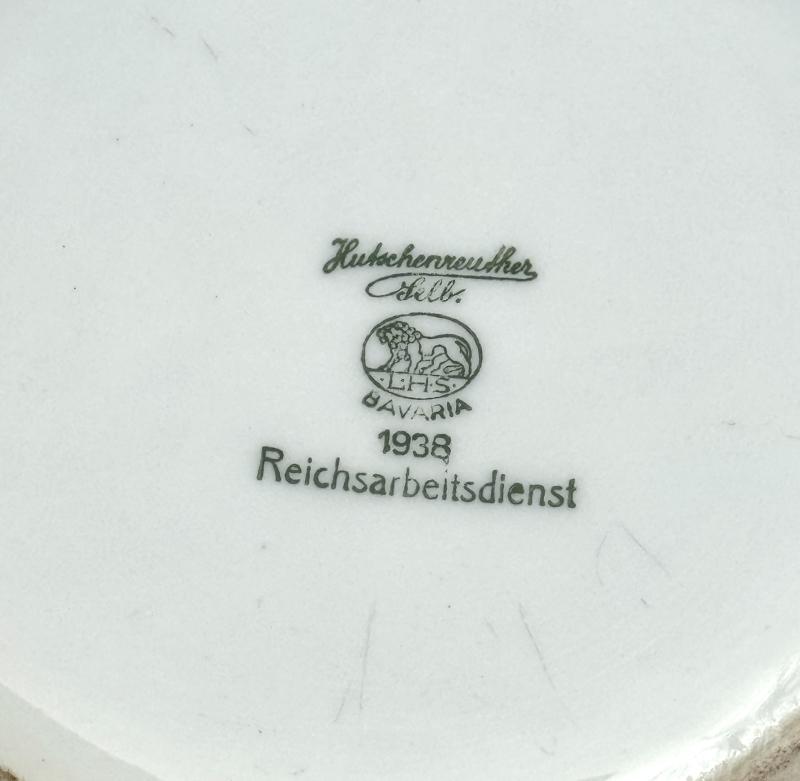 Hutschenreuther
Selb.
L·H·S·
BAVARIA
1938
Reichsarbeitsdienst